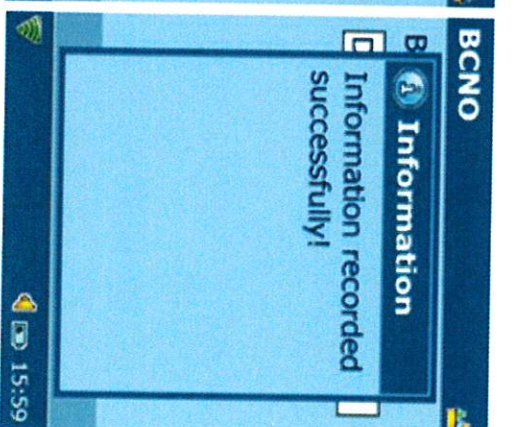 BCNO
B
Information
Information recorded
successfully!
15:59